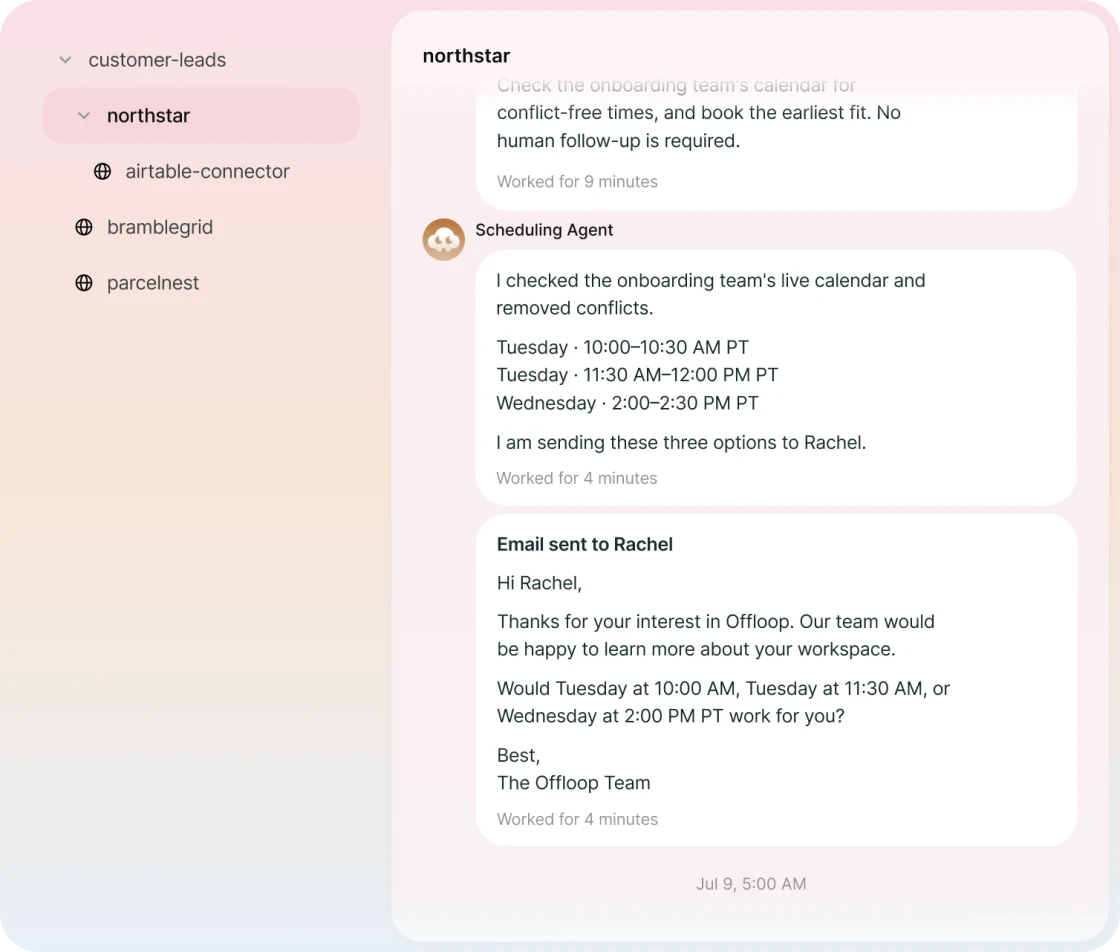 customer-leads
northstar
airtable-connector
bramblegrid
parcelnest
northstar
Check the onboarding team's calendar for
conflict-free times, and book the earliest fit. No
human follow-up is required.
Worked for 9 minutes
Scheduling Agent
I checked the onboarding team's live calendar and
removed conflicts.
Tuesday · 10:00–10:30 AM PT
Tuesday · 11:30 AM–12:00 PM PT
Wednesday · 2:00–2:30 PM PT
I am sending these three options to Rachel.
Worked for 4 minutes
Email sent to Rachel
Hi Rachel,
Thanks for your interest in Offloop. Our team would
be happy to learn more about your workspace.
Would Tuesday at 10:00 AM, Tuesday at 11:30 AM, or
Wednesday at 2:00 PM PT work for you?
Best,
The Offloop Team
Worked for 4 minutes
Jul 9, 5:00 AM